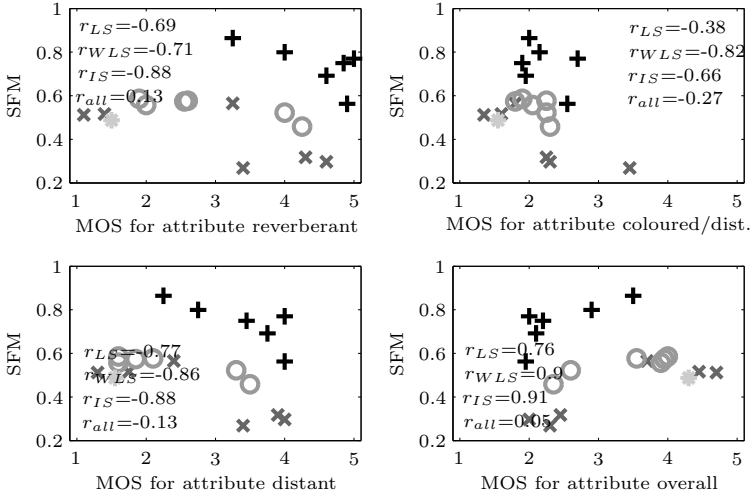 1
0.8
0.6
0.4
0.2
SFM
r_LS=-0.69
r_WLS=-0.71
r_IS=-0.88
r_all=0.13
1 2 3 4 5
MOS for attribute reverberant
1
0.8
0.6
0.4
0.2
SFM
r_LS=-0.38
r_WLS=-0.82
r_IS=-0.66
r_all=-0.27
1 2 3 4 5
MOS for attribute coloured/dist.
1
0.8
0.6
0.4
0.2
SFM
r_LS=-0.77
r_WLS=-0.86
r_IS=-0.88
r_all=-0.13
1 2 3 4 5
MOS for attribute distant
1
0.8
0.6
0.4
0.2
SFM
r_LS=0.76
r_WLS=0.9
r_IS=0.91
r_all=0.05
1 2 3 4 5
MOS for attribute overall